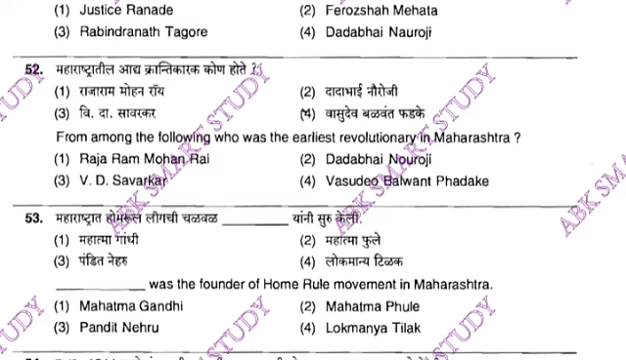 (1) Justice Ranade (2) Ferozshah Mehata
(3) Rabindranath Tagore (4) Dadabhai Nauroji
52. महाराष्ट्रातील आद्य क्रान्तिकारक कोण होते ?
(1) राजाराम मोहन रॉय (2) दादाभाई नौरोजी
(3) वि. दा. सावरकर (4) वासुदेव बळवंत फडके
From among the following who was the earliest revolutionary in Maharashtra ?
(1) Raja Ram Mohan Rai (2) Dadabhai Nouroji
(3) V. D. Savarkar (4) Vasudeo Balwant Phadake
53. महाराष्ट्रात होमरूल लीगची चळवळ __________ यांनी सुरु केली.
(1) महात्मा गांधी (2) महात्मा फुले
(3) पंडित नेहरु (4) लोकमान्य टिळक
__________ was the founder of Home Rule movement in Maharashtra.
(1) Mahatma Gandhi (2) Mahatma Phule
(3) Pandit Nehru (4) Lokmanya Tilak
ABK SMART STUDY